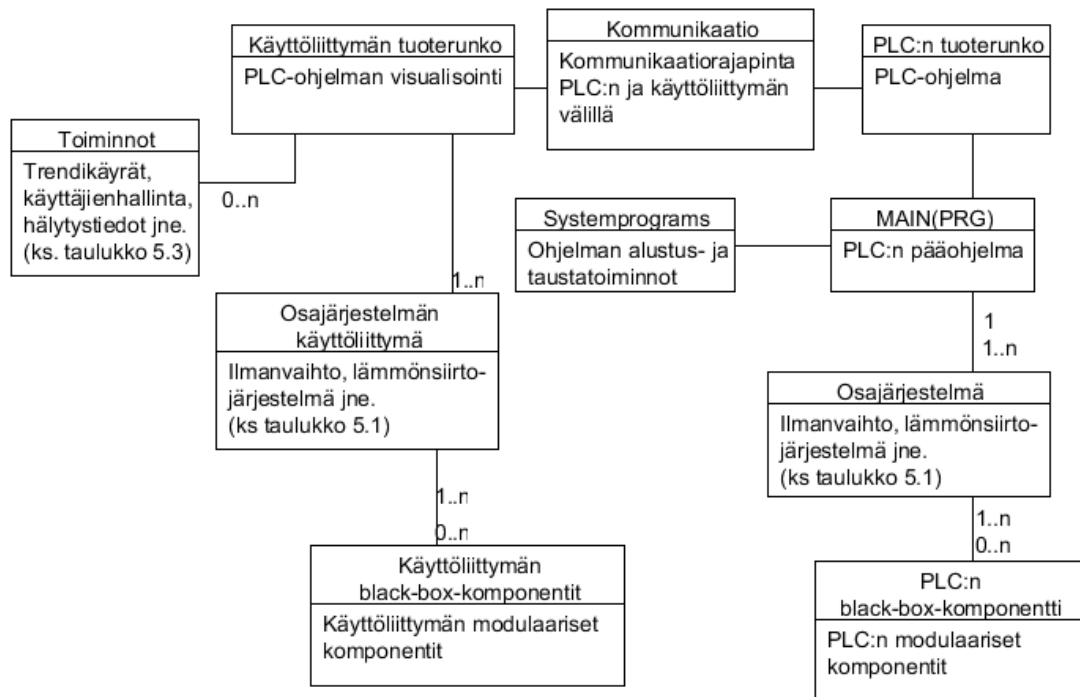 Käyttöliittymän tuoterunko
PLC-ohjelman visualisointi
Kommunikaatio
Kommunikaatiorajapinta
PLC:n ja käyttöliittymän
välillä
PLC:n tuoterunko
PLC-ohjelma
Toiminnot
Trendikäyrät,
käyttäjienhallinta,
hälytystiedot jne.
(ks. taulukko 5.3)
0..n
Systemprograms
Ohjelman alustus- ja
taustatoiminnot
MAIN(PRG)
PLC:n pääohjelma
1..n
Osajärjestelmän
käyttöliittymä
Ilmanvaihto, lämmönsiirto-
järjestelmä jne.
(ks taulukko 5.1)
1
1..n
Osajärjestelmä
Ilmanvaihto, lämmönsiirto-
järjestelmä jne.
(ks taulukko 5.1)
1..n
0..n
Käyttöliittymän
black-box-komponentit
Käyttöliittymän modulaariset
komponentit
1..n
0..n
PLC:n
black-box-komponentti
PLC:n modulaariset
komponentit